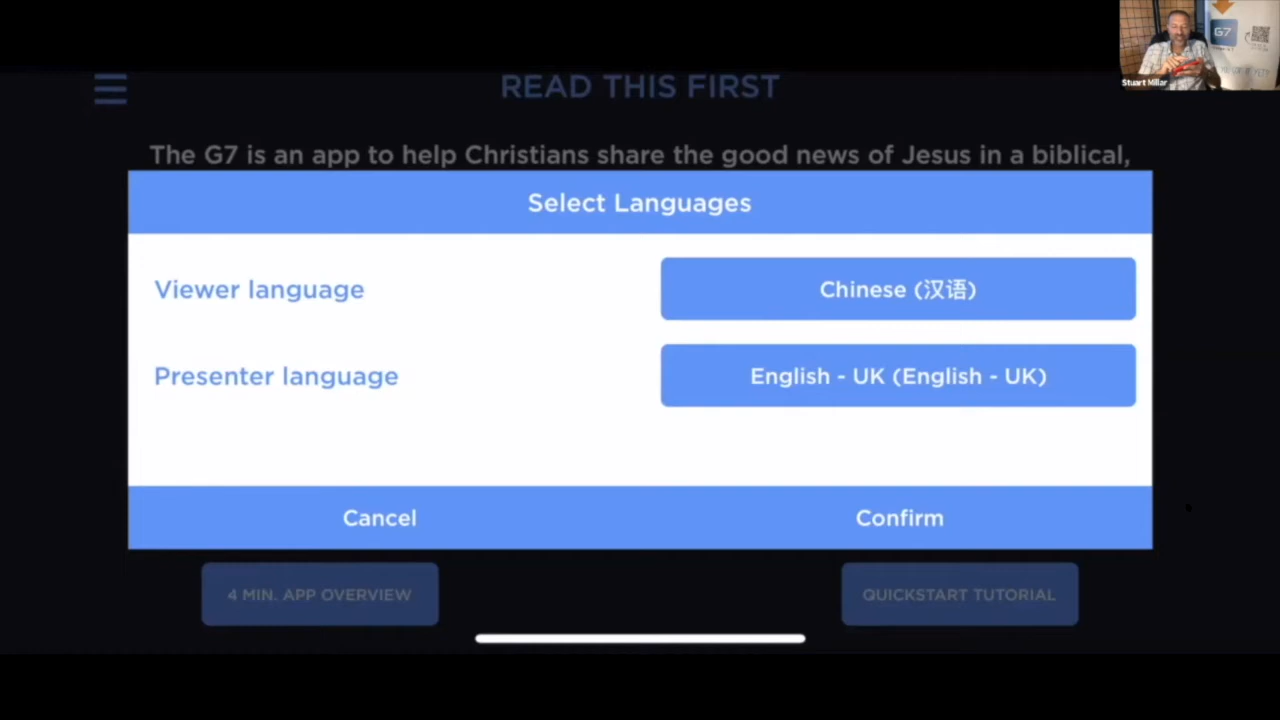 READ THIS FIRST
The G7 is an app to help Christians share the good news of Jesus in a biblical,
Select Languages
Viewer language
Chinese (汉语)
Presenter language
English - UK (English - UK)
Cancel
Confirm
4 MIN. APP OVERVIEW
QUICKSTART TUTORIAL
G7
Stuart Millar